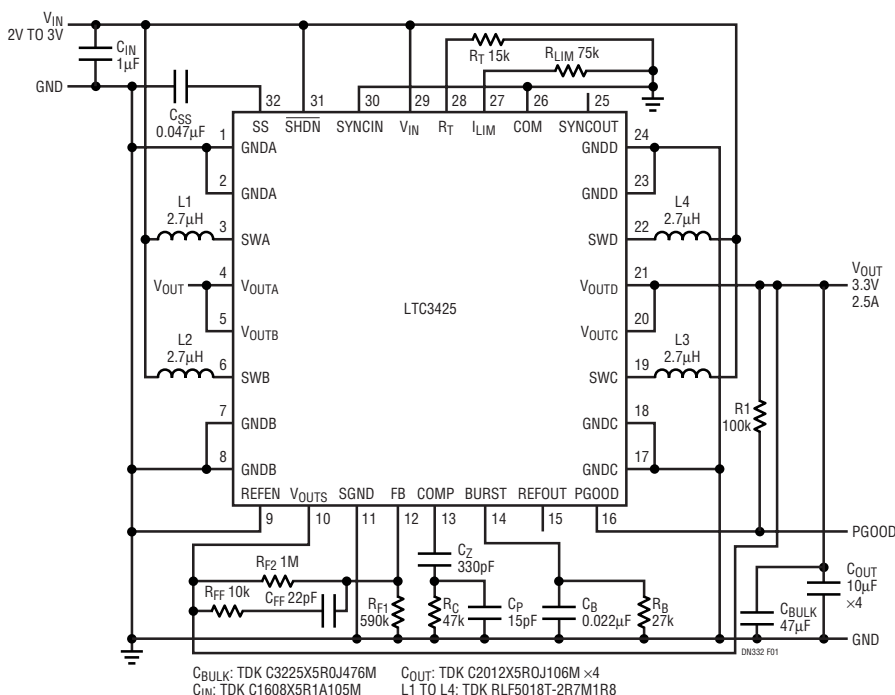 VIN
2V TO 3V
CIN
1µF
GND
CSS
0.047µF
RT 15k
RLIM 75k
32
31
30
29
28
27
26
25
SS
SHDN
SYNCIN
VIN
RT
ILIM
COM
SYNCOUT
1
GNDA
2
GNDA
L1
2.7µH
3
SWA
VOUT
4
VOUTA
5
VOUTB
L2
2.7µH
6
SWB
7
GNDB
8
GNDB
LTC3425
24
GNDD
23
GNDD
L4
2.7µH
22
SWD
21
VOUTD
20
VOUTC
L3
2.7µH
19
SWC
18
GNDC
17
GNDC
VOUT
3.3V
2.5A
R1
100k
REFEN
VOUTS
SGND
FB
COMP
BURST
REFOUT
PGOOD
9
10
11
12
13
14
15
16
PGOOD
RF2 1M
RFF 10k
CFF 22pF
RF1
590k
CZ
330pF
RC
47k
CP
15pF
CB
0.022µF
RB
27k
CBULK
47µF
COUT
10µF
×4
GND
DN332 F01
CBULK: TDK C3225X5R0J476M
COUT: TDK C2012X5ROJ106M ×4
CIN: TDK C1608X5R1A105M
L1 TO L4: TDK RLF5018T-2R7M1R8